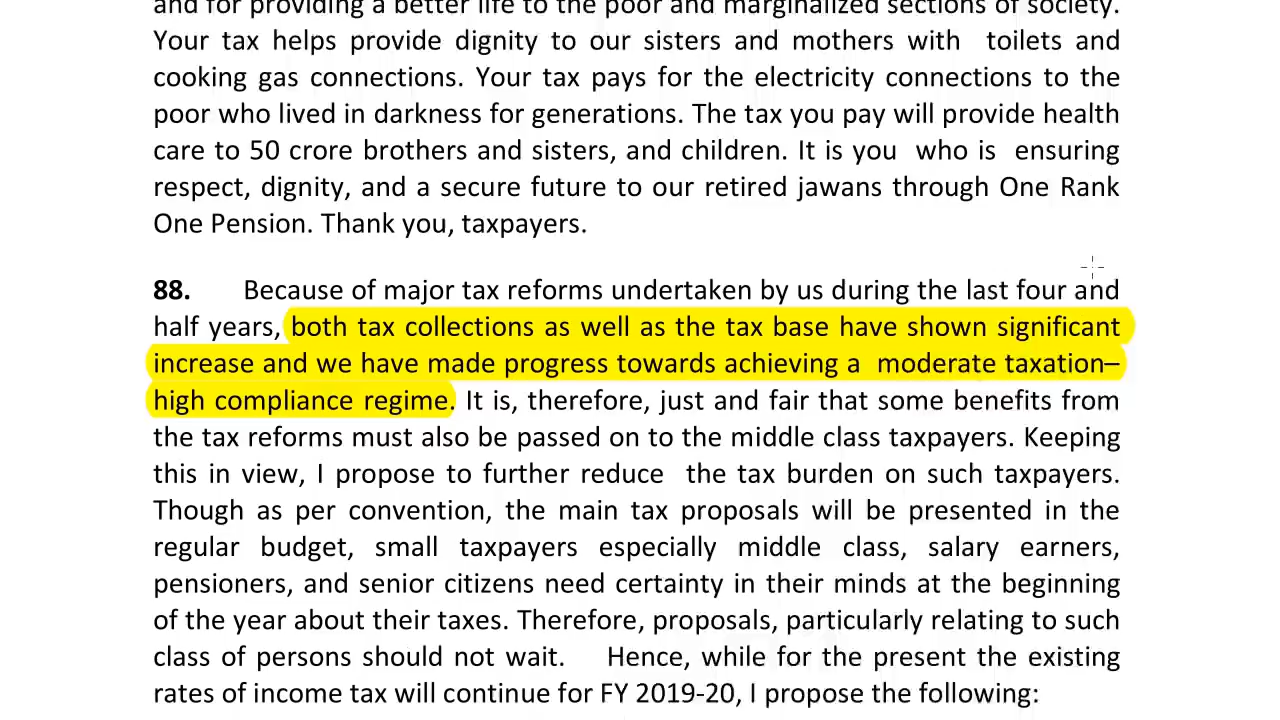 and for providing a better life to the poor and marginalized sections of society.
Your tax helps provide dignity to our sisters and mothers with toilets and
cooking gas connections. Your tax pays for the electricity connections to the
poor who lived in darkness for generations. The tax you pay will provide health
care to 50 crore brothers and sisters, and children. It is you who is ensuring
respect, dignity, and a secure future to our retired jawans through One Rank
One Pension. Thank you, taxpayers.
88. Because of major tax reforms undertaken by us during the last four and
half years, both tax collections as well as the tax base have shown significant
increase and we have made progress towards achieving a moderate taxation–
high compliance regime. It is, therefore, just and fair that some benefits from
the tax reforms must also be passed on to the middle class taxpayers. Keeping
this in view, I propose to further reduce the tax burden on such taxpayers.
Though as per convention, the main tax proposals will be presented in the
regular budget, small taxpayers especially middle class, salary earners,
pensioners, and senior citizens need certainty in their minds at the beginning
of the year about their taxes. Therefore, proposals, particularly relating to such
class of persons should not wait. Hence, while for the present the existing
rates of income tax will continue for FY 2019-20, I propose the following: